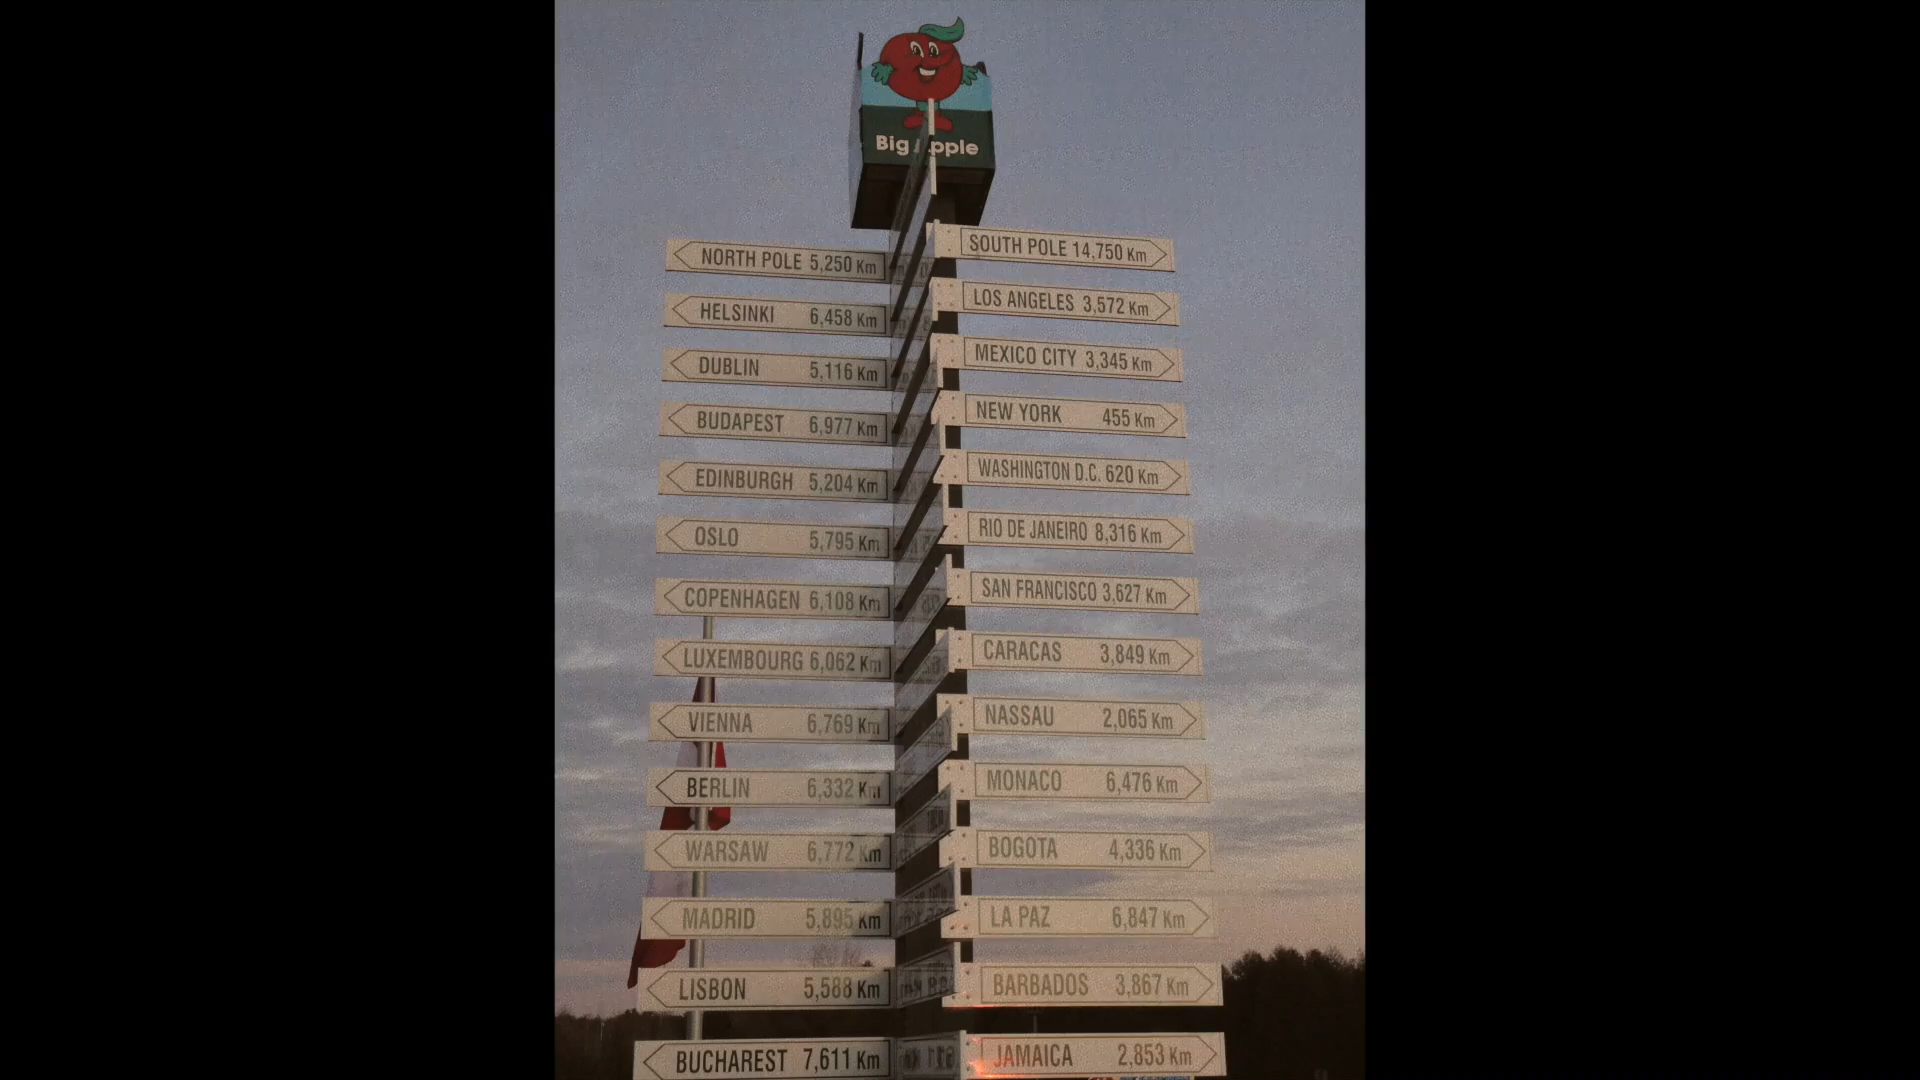 Big Apple
NORTH POLE 5,250 Km
HELSINKI 6,458 Km
DUBLIN 5,116 Km
BUDAPEST 6,977 Km
EDINBURGH 5,204 Km
OSLO 5,795 Km
COPENHAGEN 6,108 Km
LUXEMBOURG 6,062 Km
VIENNA 6,769 Km
BERLIN 6,332 Km
WARSAW 6,772 Km
MADRID 5,895 Km
LISBON 5,588 Km
BUCHAREST 7,611 Km
SOUTH POLE 14,750 Km
LOS ANGELES 3,572 Km
MEXICO CITY 3,345 Km
NEW YORK 455 Km
WASHINGTON D.C. 620 Km
RIO DE JANEIRO 8,316 Km
SAN FRANCISCO 3,627 Km
CARACAS 3,849 Km
NASSAU 2,065 Km
MONACO 6,476 Km
BOGOTA 4,336 Km
LA PAZ 6,847 Km
BARBADOS 3,867 Km
JAMAICA 2,853 Km